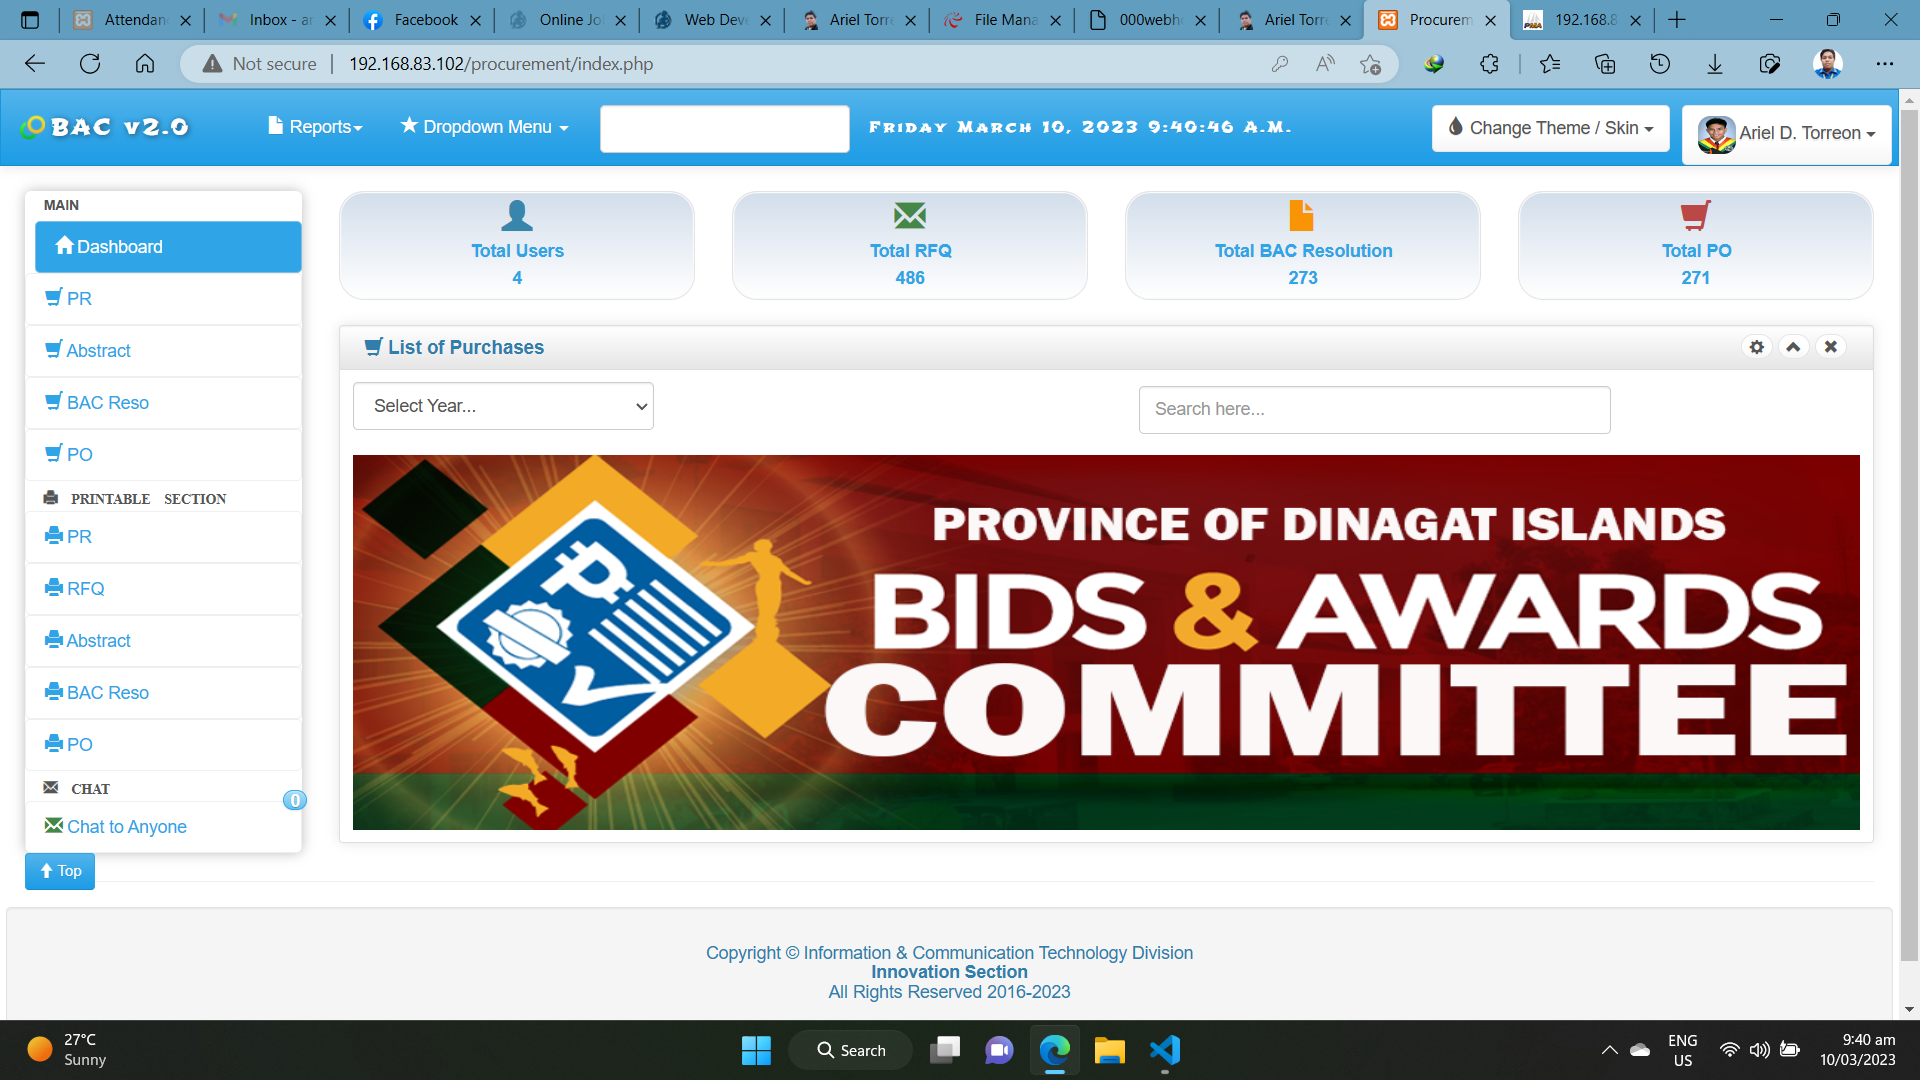 Attendan
Inbox - ar
Facebook
Online Jo
Web Deve
Ariel Torre
File Mana
000webh
Ariel Torre
Procurem
192.168.8
Not secure
192.168.83.102/procurement/index.php
BAC v2.0
Reports
Dropdown Menu
Friday March 10, 2023 9:40:46 A.M.
Change Theme / Skin
Ariel D. Torreon
MAIN
Dashboard
PR
Abstract
BAC Reso
PO
PRINTABLE SECTION
PR
RFQ
Abstract
BAC Reso
PO
CHAT
0
Chat to Anyone
Top
Total Users
4
Total RFQ
486
Total BAC Resolution
273
Total PO
271
List of Purchases
Select Year...
Search here...
PROVINCE OF DINAGAT ISLANDS
BIDS & AWARDS
COMMITTEE
Copyright © Information & Communication Technology Division
Innovation Section
All Rights Reserved 2016-2023
27°C
Sunny
Search
ENG
US
9:40 am
10/03/2023